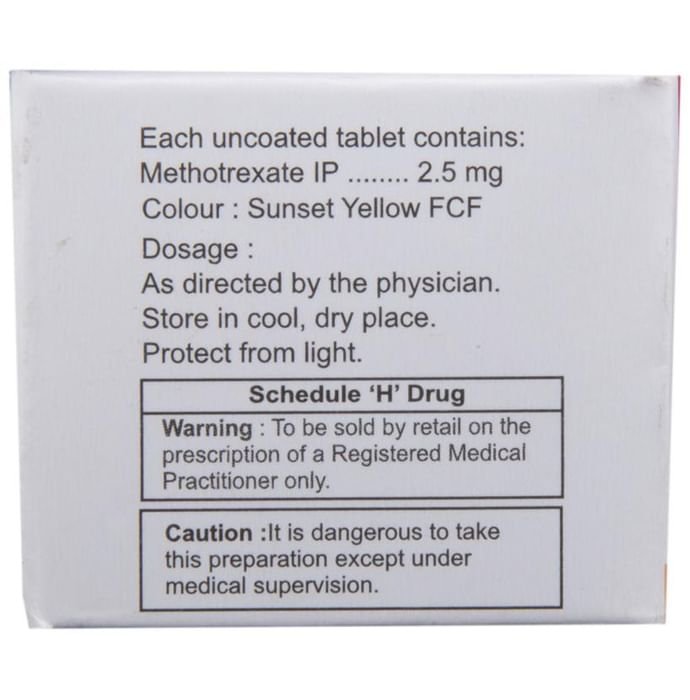 Each uncoated tablet contains:
Methotrexate IP ........ 2.5 mg
Colour : Sunset Yellow FCF
Dosage :
As directed by the physician.
Store in cool, dry place.
Protect from light.
Schedule ‘H’ Drug
Warning : To be sold by retail on the
prescription of a Registered Medical
Practitioner only.
Caution :It is dangerous to take
this preparation except under
medical supervision.